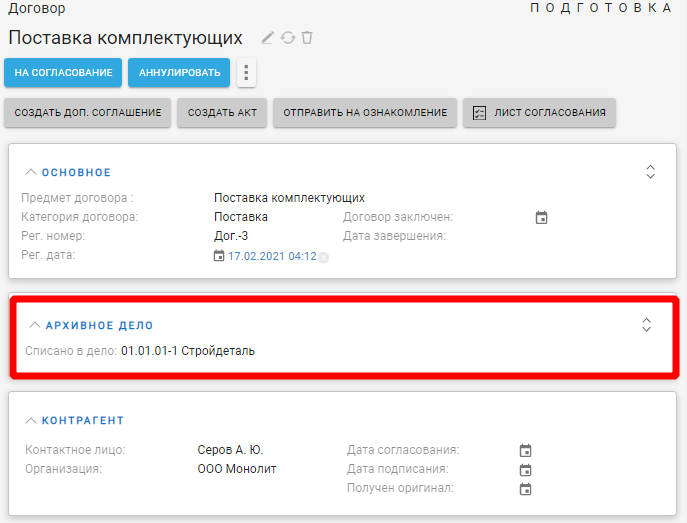 Договор ПОДГОТОВКА
Поставка комплектующих
НА СОГЛАСОВАНИЕ АННУЛИРОВАТЬ
СОЗДАТЬ ДОП. СОГЛАШЕНИЕ СОЗДАТЬ АКТ ОТПРАВИТЬ НА ОЗНАКОМЛЕНИЕ ЛИСТ СОГЛАСОВАНИЯ
ОСНОВНОЕ
Предмет договора : Поставка комплектующих
Категория договора: Поставка Договор заключен:
Рег. номер: Дог.-3 Дата завершения:
Рег. дата: 17.02.2021 04:12
АРХИВНОЕ ДЕЛО
Списано в дело: 01.01.01-1 Стройдеталь
КОНТРАГЕНТ
Контактное лицо: Серов А. Ю. Дата согласования:
Организация: ООО Монолит Дата подписания:
Получен оригинал: